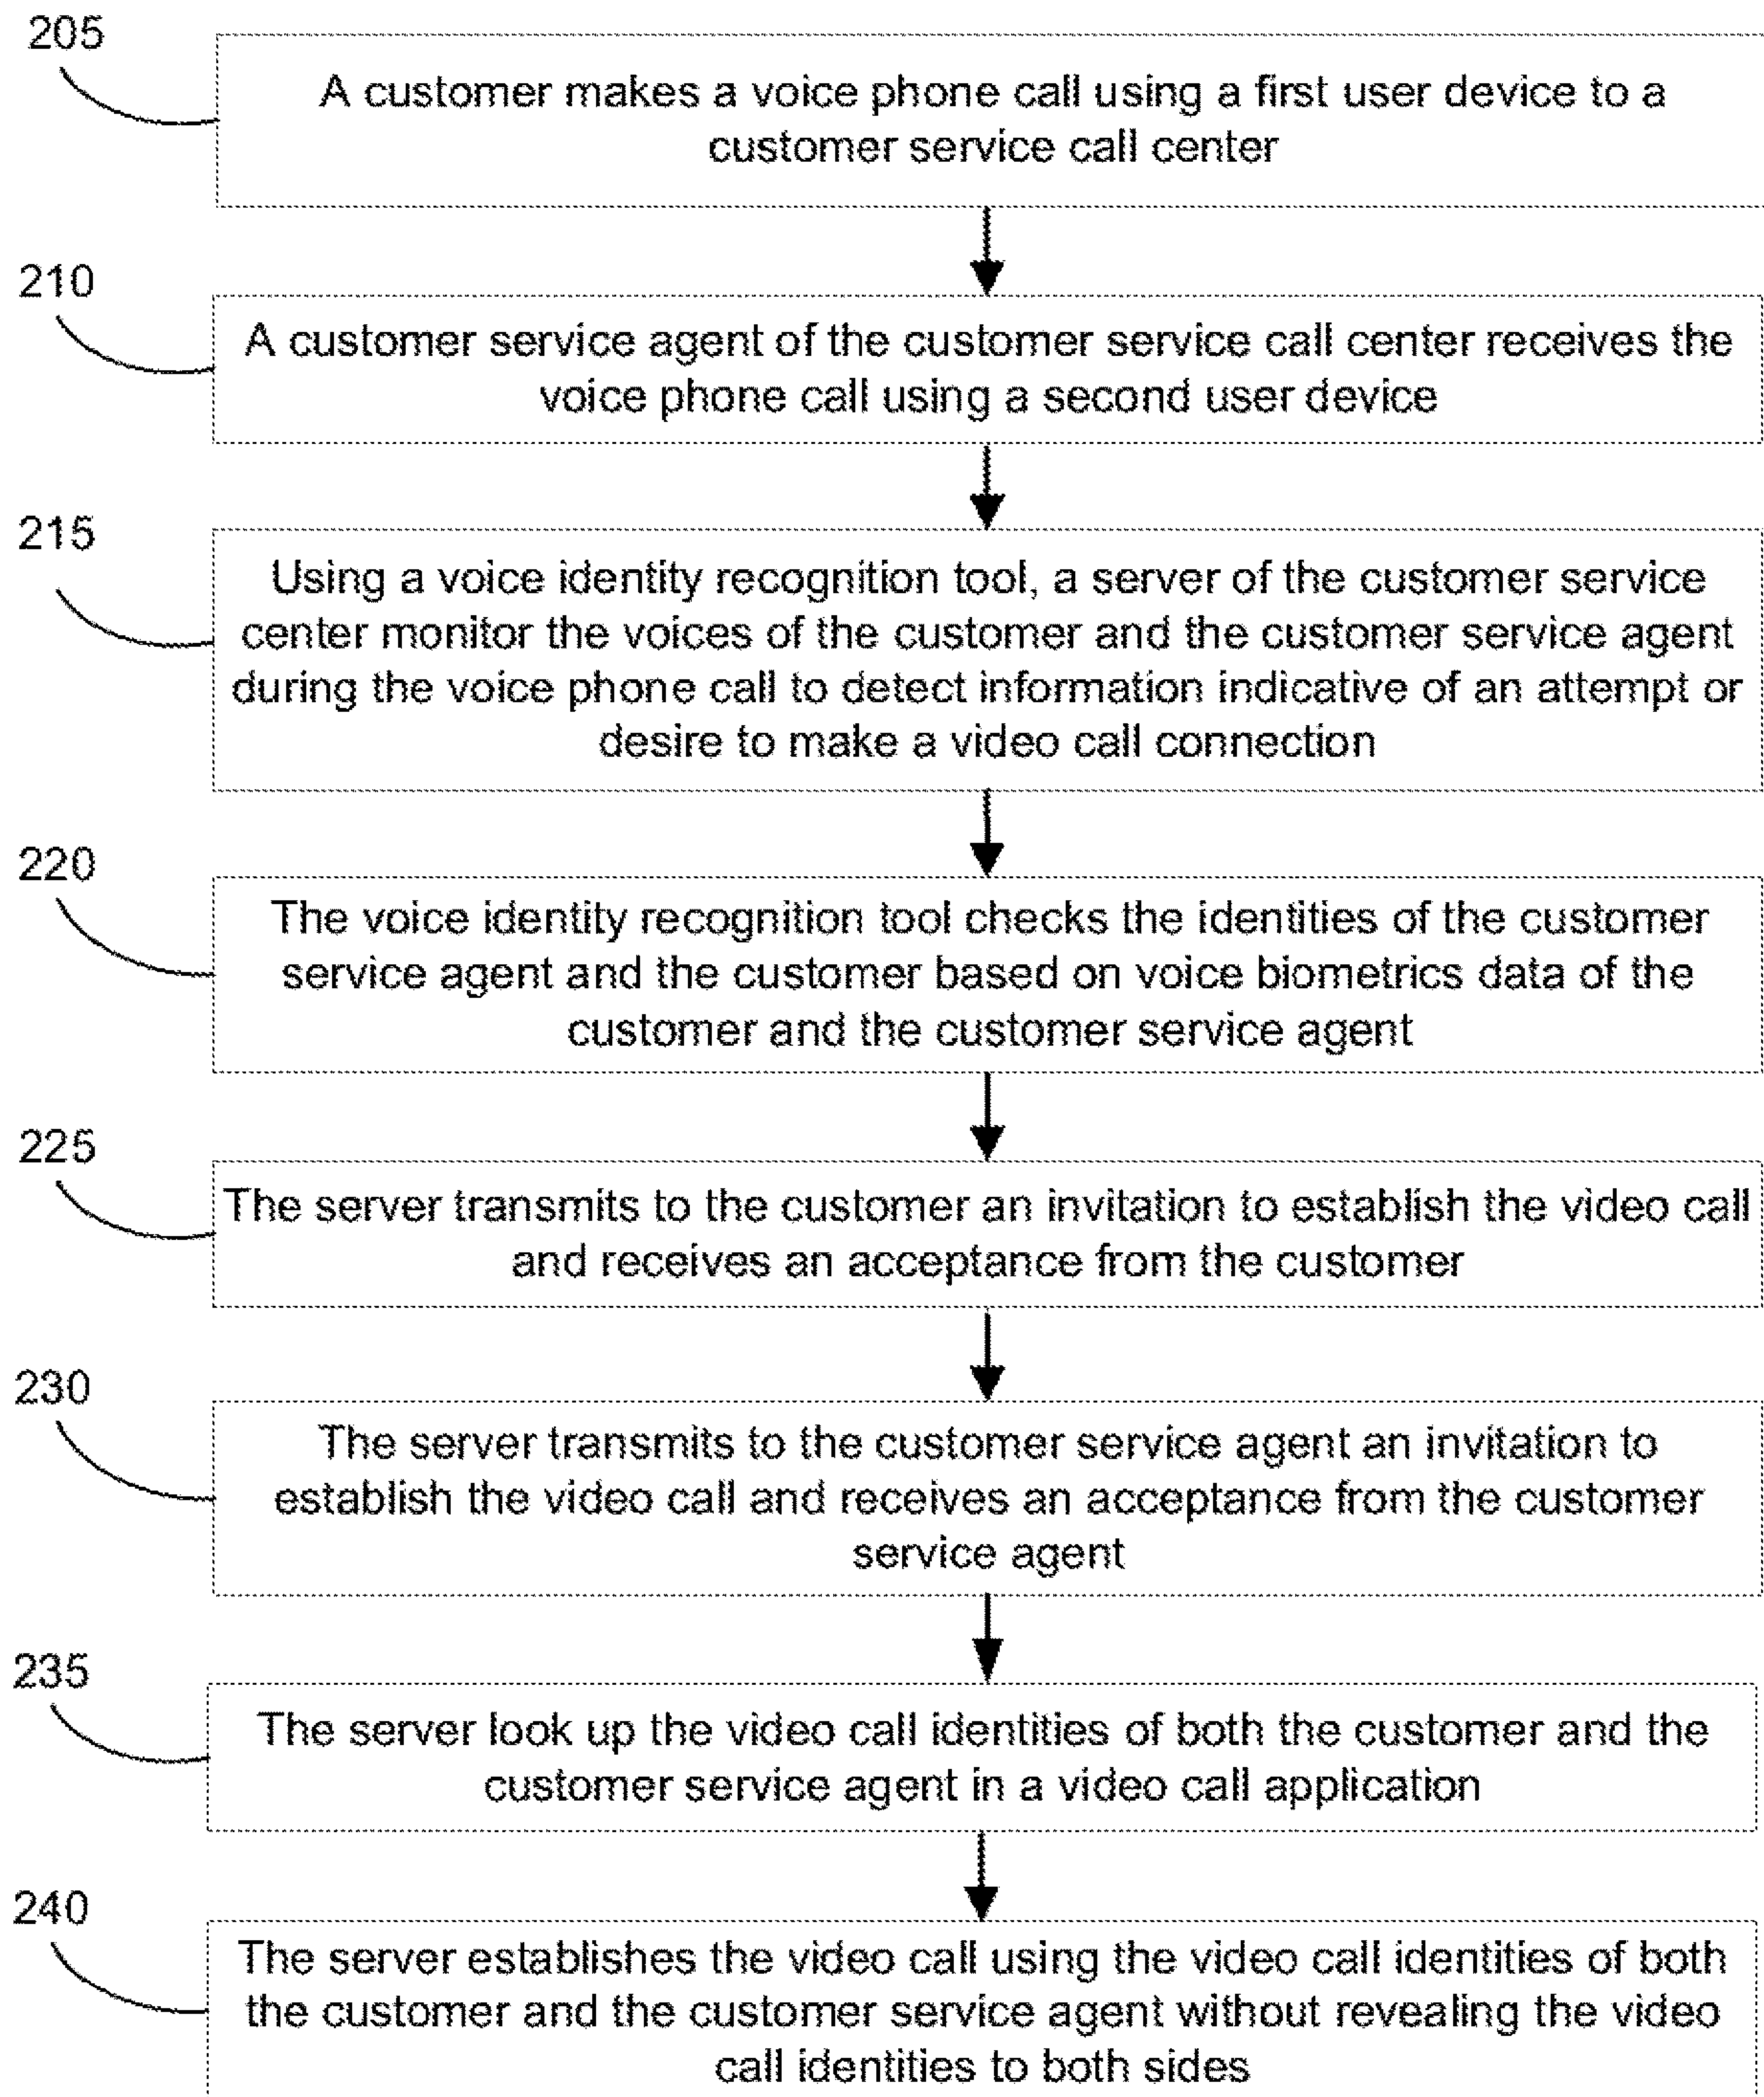 205
A customer makes a voice phone call using a first user device to a
customer service call center
210
A customer service agent of the customer service call center receives the
voice phone call using a second user device
215
Using a voice identity recognition tool, a server of the customer service
center monitor the voices of the customer and the customer service agent
during the voice phone call to detect information indicative of an attempt or
desire to make a video call connection
220
The voice identity recognition tool checks the identities of the customer
service agent and the customer based on voice biometrics data of the
customer and the customer service agent
225
The server transmits to the customer an invitation to establish the video call
and receives an acceptance from the customer
230
The server transmits to the customer service agent an invitation to
establish the video call and receives an acceptance from the customer
service agent
235
The server look up the video call identities of both the customer and the
customer service agent in a video call application
240
The server establishes the video call using the video call identities of both
the customer and the customer service agent without revealing the video
call identities to both sides